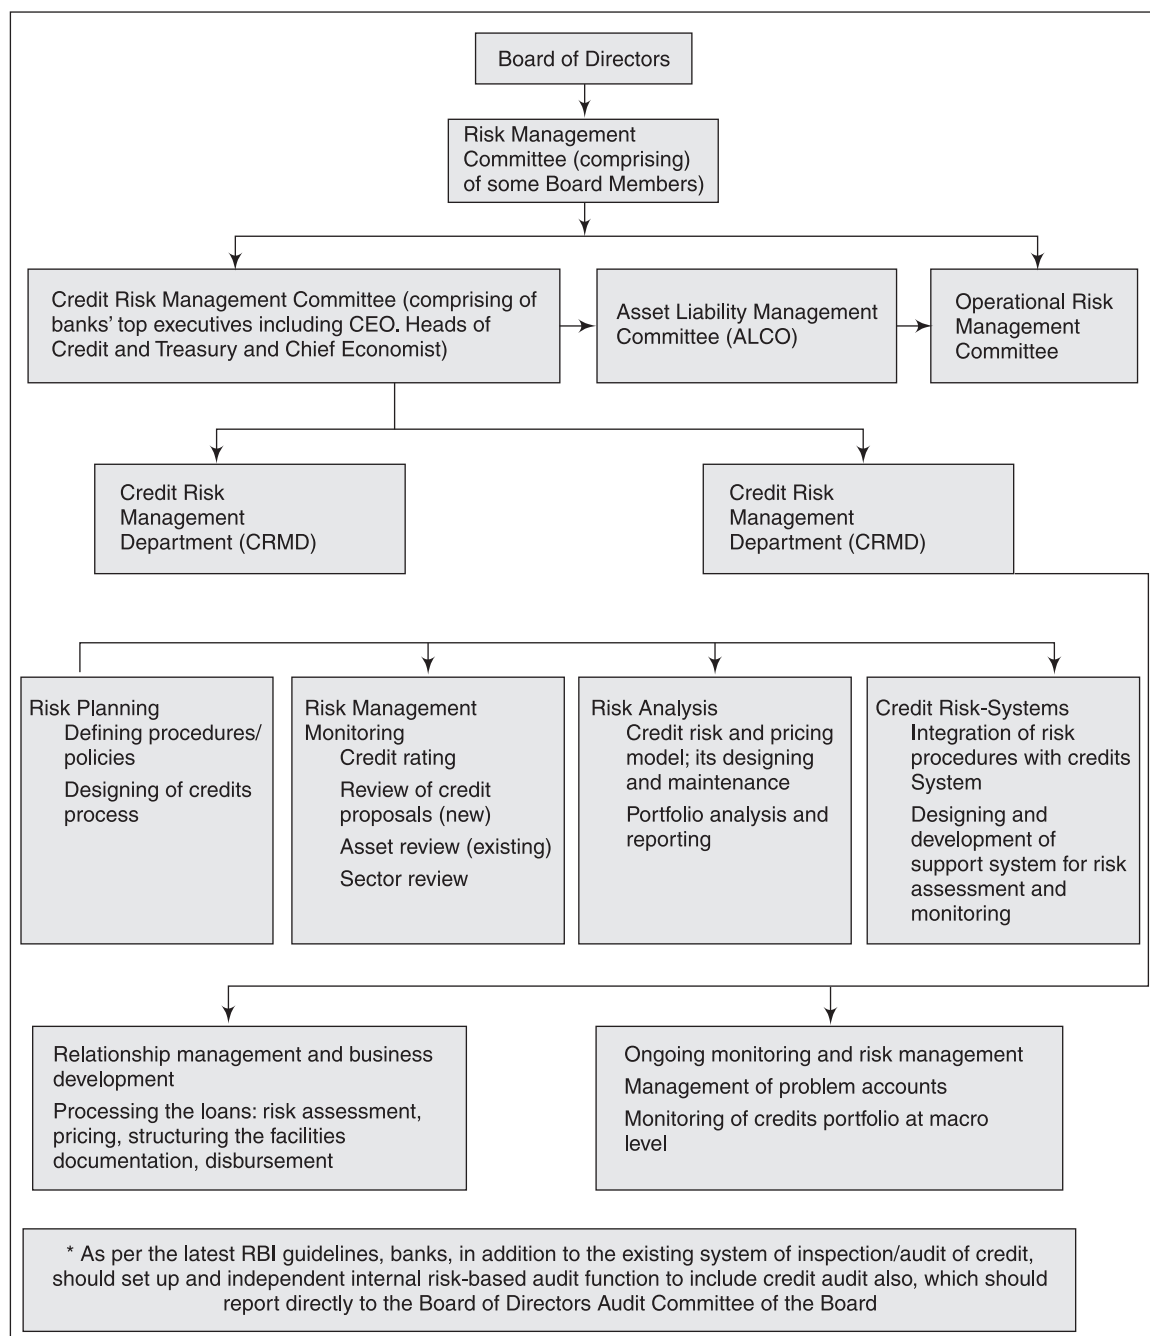 Board of Directors
Risk Management
Committee (comprising)
of some Board Members)
Credit Risk Management Committee (comprising of
banks’ top executives including CEO. Heads of
Credit and Treasury and Chief Economist)
Asset Liability Management
Committee (ALCO)
Operational Risk
Management
Committee
Credit Risk
Management
Department (CRMD)
Credit Risk
Management
Department (CRMD)
Risk Planning
Defining procedures/
policies
Designing of credits
process
Risk Management
Monitoring
Credit rating
Review of credit
proposals (new)
Asset review (existing)
Sector review
Risk Analysis
Credit risk and pricing
model; its designing
and maintenance
Portfolio analysis and
reporting
Credit Risk-Systems
Integration of risk
procedures with credits
System
Designing and
development of
support system for risk
assessment and
monitoring
Relationship management and business
development
Processing the loans: risk assessment,
pricing, structuring the facilities
documentation, disbursement
Ongoing monitoring and risk management
Management of problem accounts
Monitoring of credits portfolio at macro
level
* As per the latest RBI guidelines, banks, in addition to the existing system of inspection/audit of credit,
should set up and independent internal risk-based audit function to include credit audit also, which should
report directly to the Board of Directors Audit Committee of the Board